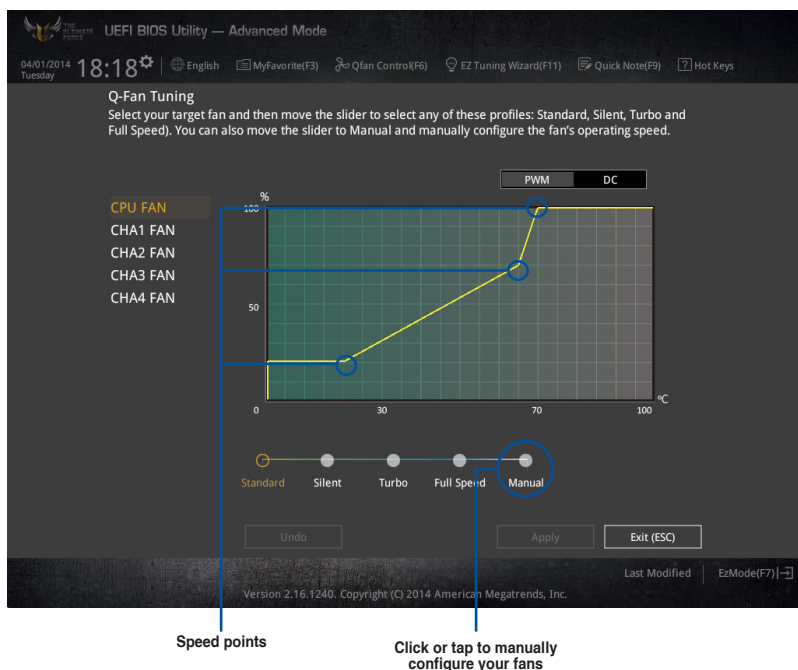 THE
ULTIMATE
FORCE
UEFI BIOS Utility — Advanced Mode
04/01/2014
Tuesday
18:18
English
MyFavorite(F3)
Qfan Control(F6)
EZ Tuning Wizard(F11)
Quick Note(F9)
? Hot Keys
Q-Fan Tuning
Select your target fan and then move the slider to select any of these profiles: Standard, Silent, Turbo and
Full Speed). You can also move the slider to Manual and manually configure the fan's operating speed.
PWM DC
CPU FAN
CHA1 FAN
CHA2 FAN
CHA3 FAN
CHA4 FAN
%
100
50
0 30 70 100
°C
Standard Silent Turbo Full Speed Manual
Undo Apply Exit (ESC)
Last Modified EzMode(F7)
Version 2.16.1240. Copyright (C) 2014 American Megatrends, Inc.
Speed points
Click or tap to manually
configure your fans